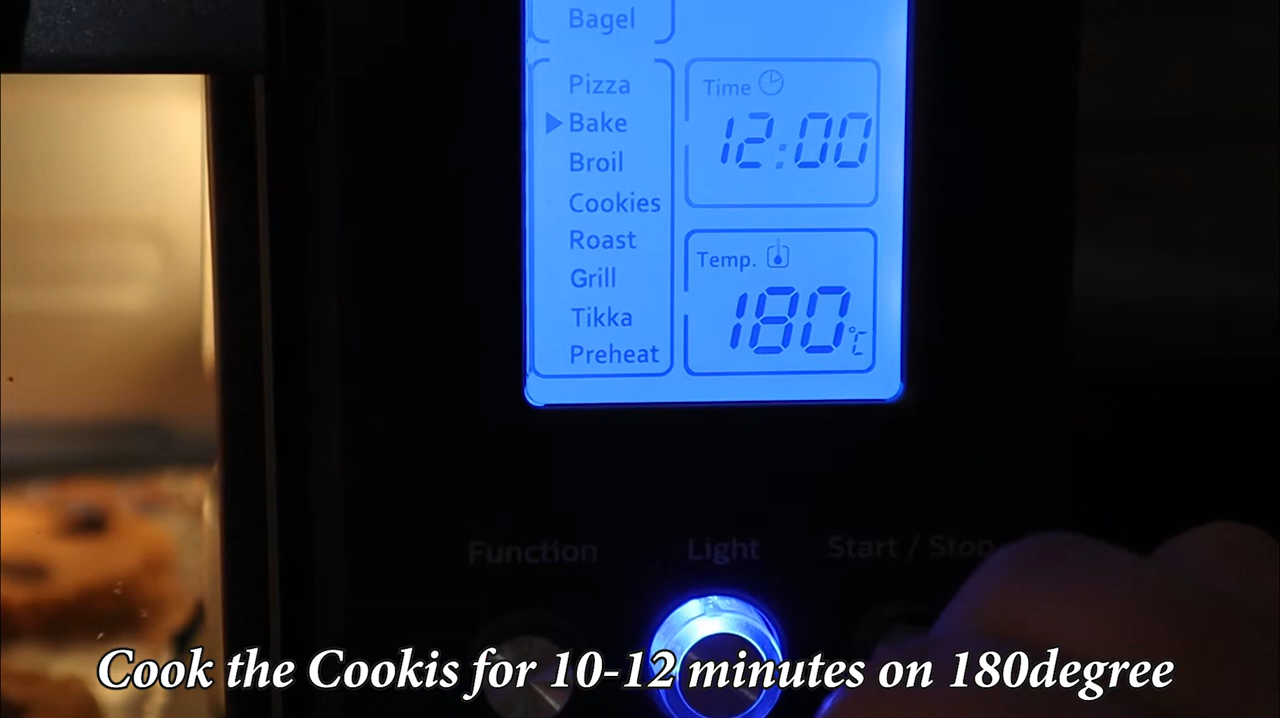 Bagel
Pizza
Bake
Broil
Cookies
Roast
Grill
Tikka
Preheat
Time
12:00
Temp.
180°C
Function
Light
Start / Stop
Cook the Cookis for 10-12 minutes on 180degree